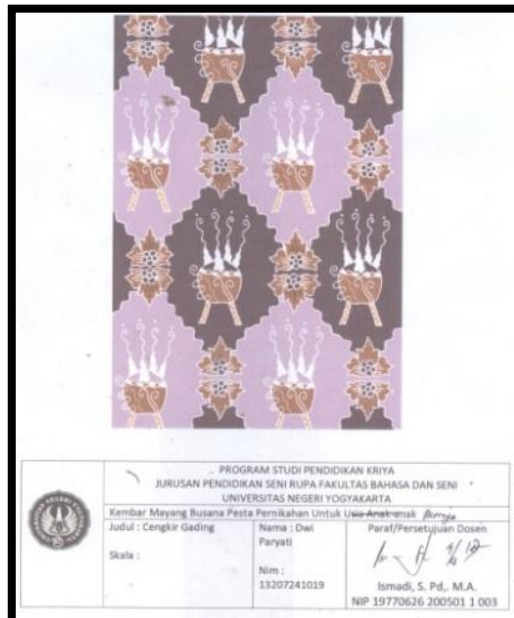 PROGRAM STUDI PENDIDIKAN KRIYA
JURUSAN PENDIDIKAN SENI RUPA FAKULTAS BAHASA DAN SENI
UNIVERSITAS NEGERI YOGYAKARTA
Kembar Mayang Busana Pesta Pernikahan Untuk Usia Anak-anak Remaja
Judul : Cengkir Gading
Skala :
Nama : Dwi
Paryati
Nim :
13207241019
Paraf/Persetujuan Dosen
Ismadi, S. Pd,. M.A.
NIP 19770626 200501 1 003